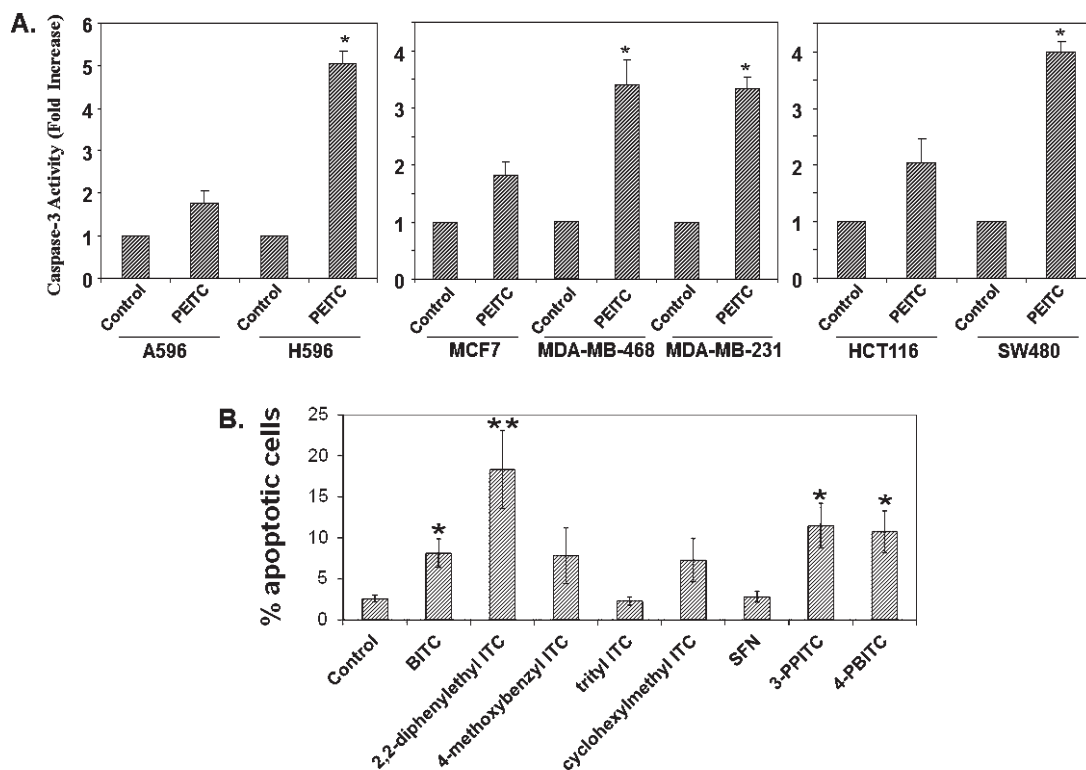 A.
Caspase-3 Activity (Fold Increase)
6
5
4
3
2
1
0
*
Control
PEITC
Control
PEITC
A596
H596
4
3
2
1
0
*
*
Control
PEITC
Control
PEITC
Control
PEITC
MCF7
MDA-MB-468
MDA-MB-231
4
3
2
1
0
*
Control
PEITC
Control
PEITC
HCT116
SW480
B.
% apoptotic cells
25
20
15
10
5
0
*
**
*
*
Control
BITC
2,2-diphenylethyl ITC
4-methoxybenzyl ITC
trityl ITC
cyclohexylmethyl ITC
SFN
3-PPITC
4-PBITC